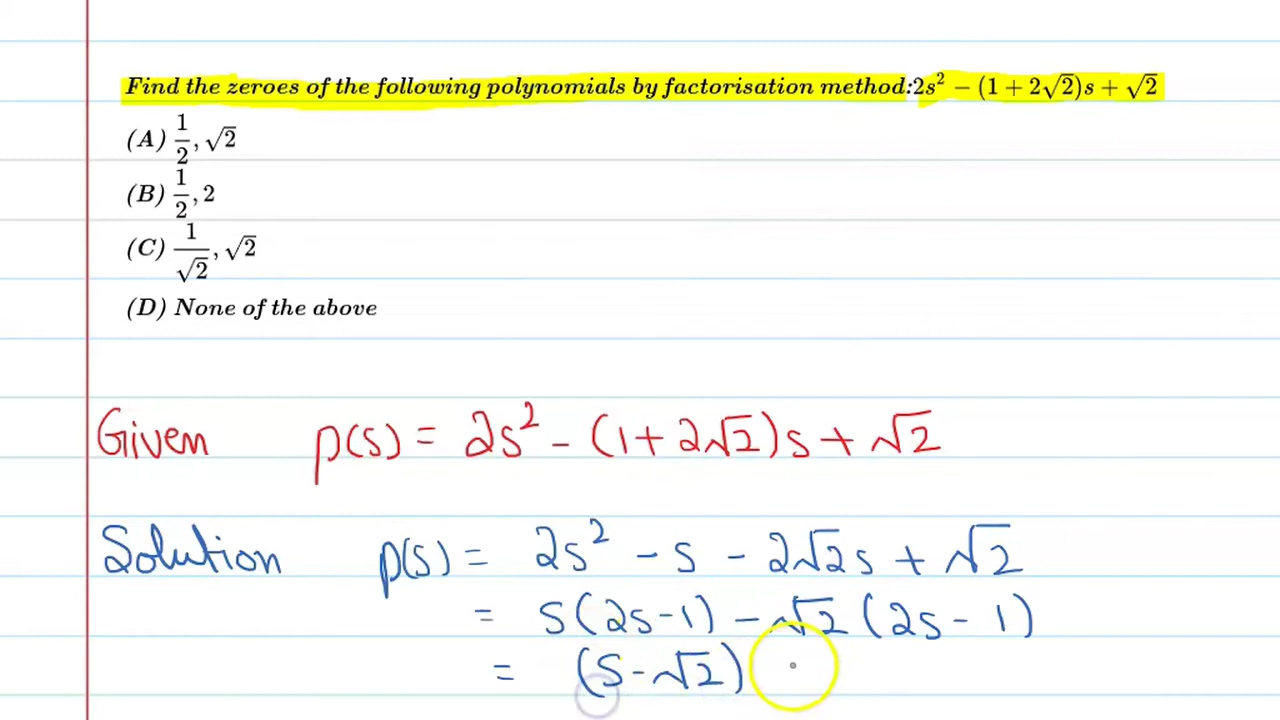 Find the zeroes of the following polynomials by factorisation method:2s² − (1 + 2√2)s + √2
(A) 1/2, √2
(B) 1/2, 2
(C) 1/√2, √2
(D) None of the above
Given p(s) = 2s² - (1 + 2√2)s + √2
Solution p(s) = 2s² - s - 2√2s + √2
= s(2s - 1) - √2(2s - 1)
= (s - √2)